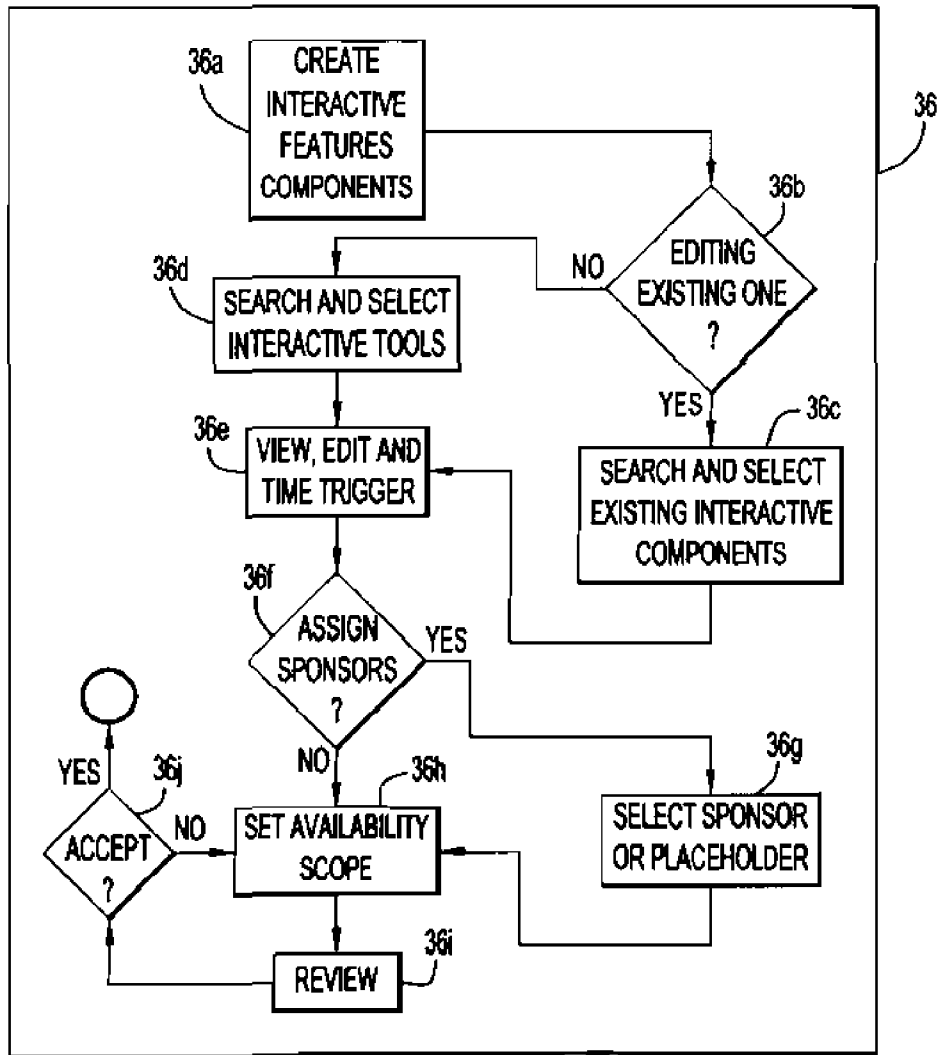 36a
CREATE
INTERACTIVE
FEATURES
COMPONENTS
36
36b
EDITING
EXISTING ONE
?
NO
YES
36d
SEARCH AND SELECT
INTERACTIVE TOOLS
36c
SEARCH AND SELECT
EXISTING INTERACTIVE
COMPONENTS
36e
VIEW, EDIT AND
TIME TRIGGER
36f
ASSIGN
SPONSORS
?
YES
NO
36g
SELECT SPONSOR
OR PLACEHOLDER
36h
SET AVAILABILITY
SCOPE
36i
REVIEW
36j
ACCEPT
?
YES
NO